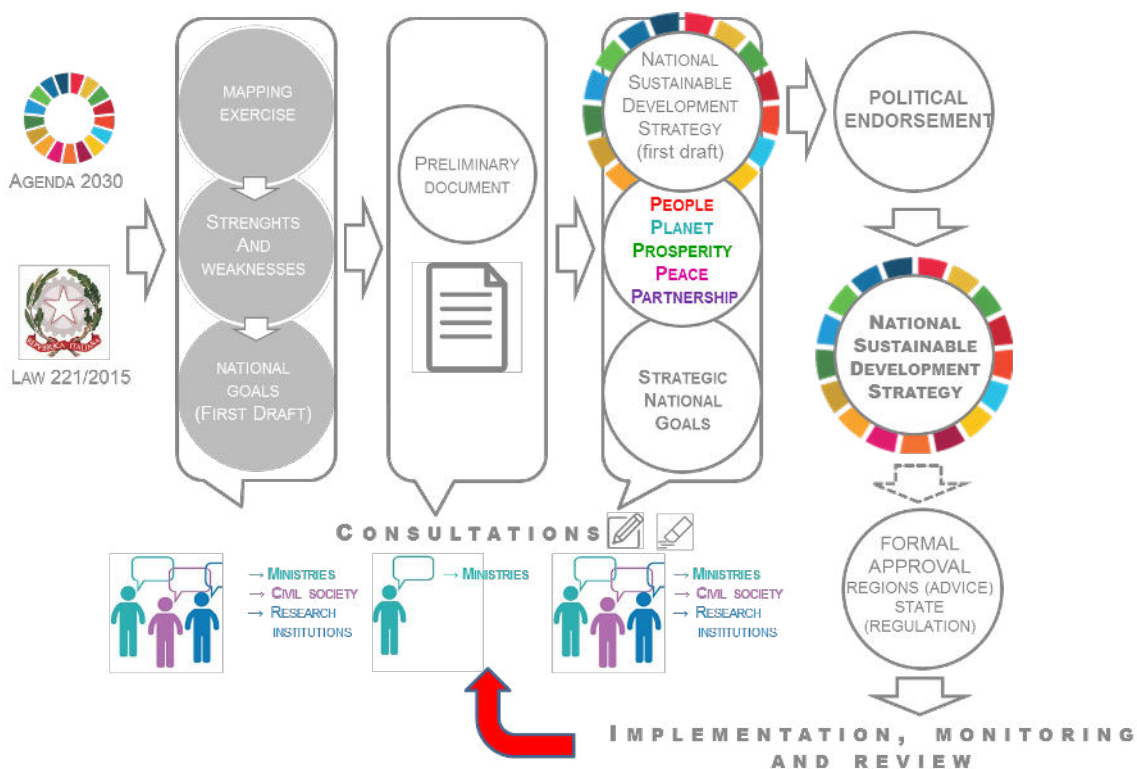 AGENDA 2030
LAW 221/2015
MAPPING
EXERCISE
STRENGHTS
AND
WEAKNESSES
NATIONAL
GOALS
(FIRST DRAFT)
PRELIMINARY
DOCUMENT
NATIONAL
SUSTAINABLE
DEVELOPMENT
STRATEGY
(first draft)
PEOPLE
PLANET
PROSPERITY
PEACE
PARTNERSHIP
STRATEGIC
NATIONAL
GOALS
POLITICAL
ENDORSEMENT
NATIONAL
SUSTAINABLE
DEVELOPMENT
STRATEGY
FORMAL
APPROVAL
REGIONS (ADVICE)
STATE
(REGULATION)
CONSULTATIONS
→ MINISTRIES
→ CIVIL SOCIETY
→ RESEARCH
INSTITUTIONS
→ MINISTRIES
→ MINISTRIES
→ CIVIL SOCIETY
→ RESEARCH
INSTITUTIONS
IMPLEMENTATION, MONITORING
AND REVIEW
REPVBBLICA ITALIANA